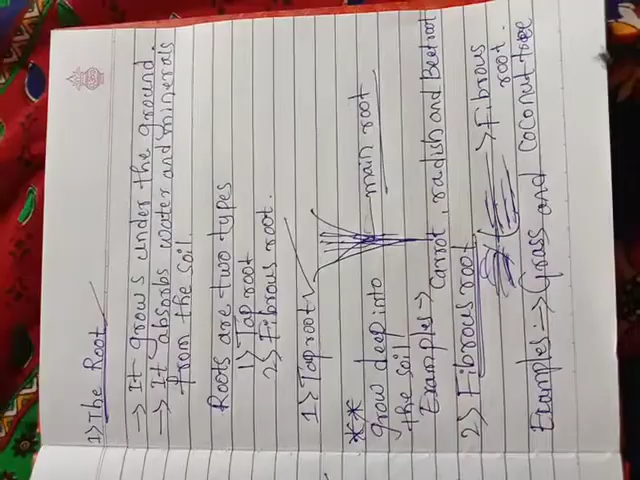 1> The Root
→ It grows under the ground.
→ It absorbs water and minerals
from the soil.
Roots are two types
1> Tap root
2> Fibrous root.
1> Taproot
main root
** grow deep into
the soil
Examples → Carrot, radish and Beetroot
2> Fibrous root
→ Fibrous
root.
Examples :→ Grass and coconut tree